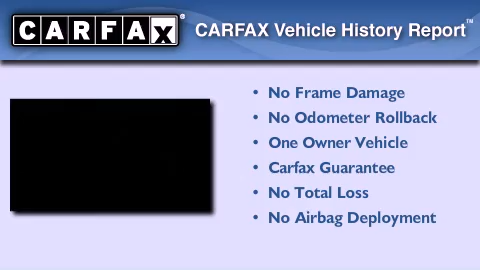 CARFAX® CARFAX Vehicle History Report™
• No Frame Damage
• No Odometer Rollback
• One Owner Vehicle
• Carfax Guarantee
• No Total Loss
• No Airbag Deployment